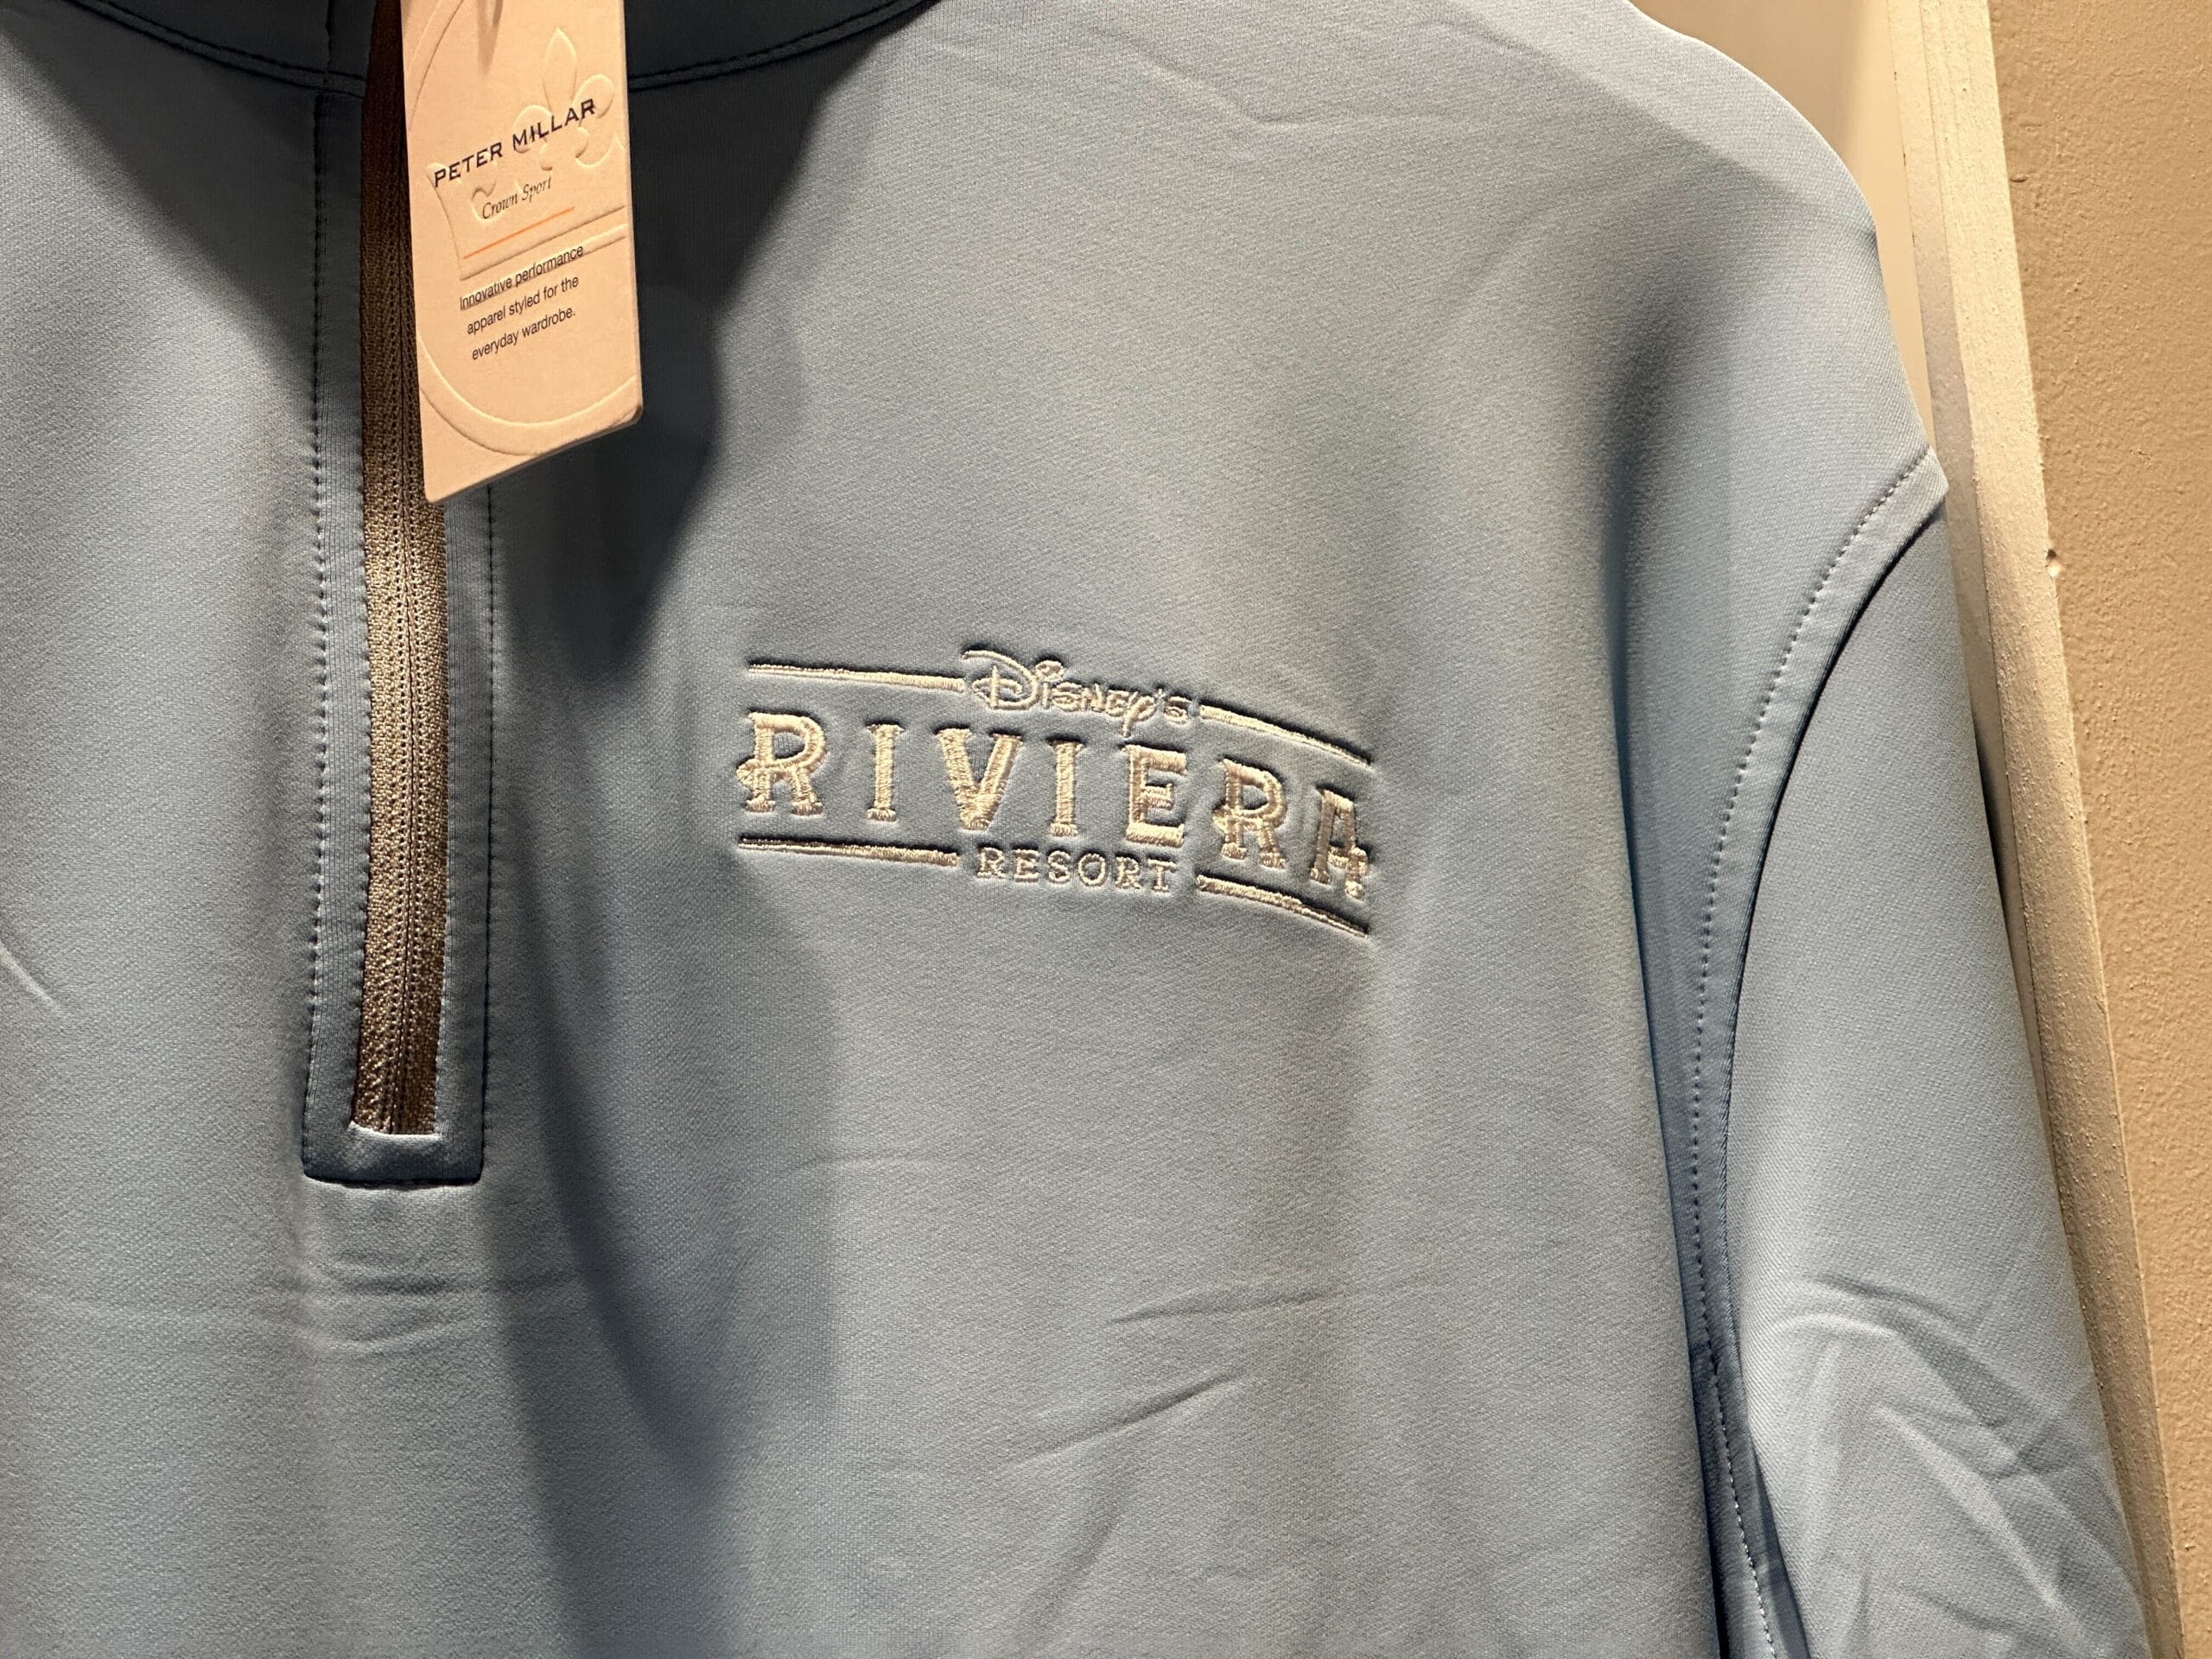 PETER MILLAR
Crown Sport
Innovative performance
apparel styled for the
everyday wardrobe.
Disney's
RIVIERA
RESORT